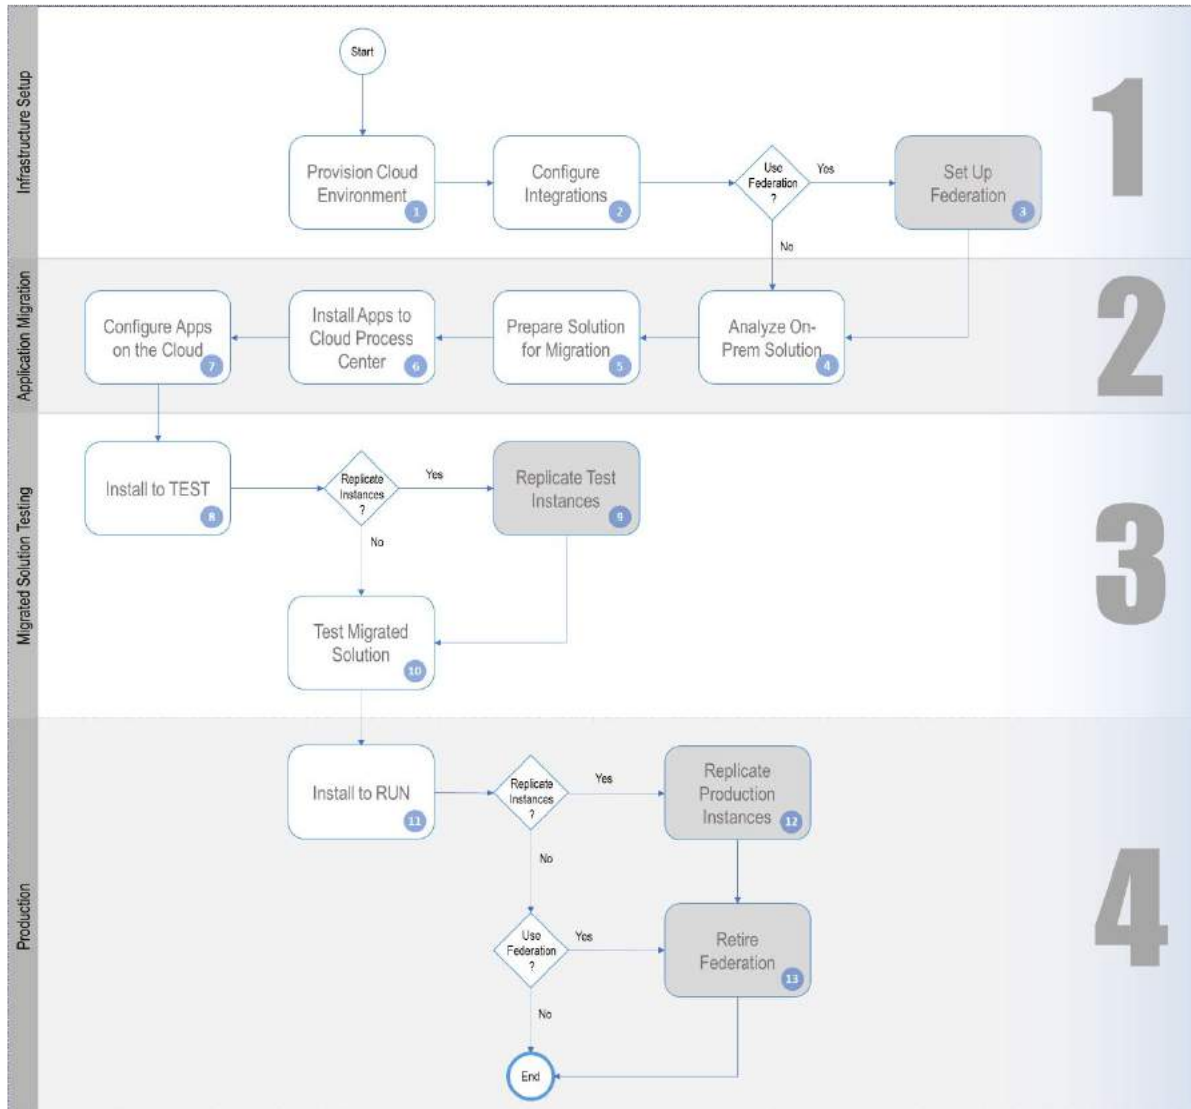 Infrastructure Setup
Start
Provision Cloud
Environment
1
Configure
Integrations
2
Use
Federation
?
Yes
No
Set Up
Federation
3
1
Application Migration
Configure Apps
on the Cloud
7
Install Apps to
Cloud Process
Center
6
Prepare Solution
for Migration
5
Analyze On-
Prem Solution
4
2
Migrated Solution Testing
Install to TEST
8
Replicate
Instances
?
Yes
No
Replicate Test
Instances
9
Test Migrated
Solution
10
3
Production
Install to RUN
11
Replicate
Instances
?
Yes
No
Replicate
Production
Instances
12
Use
Federation
?
Yes
No
Retire
Federation
13
End
4